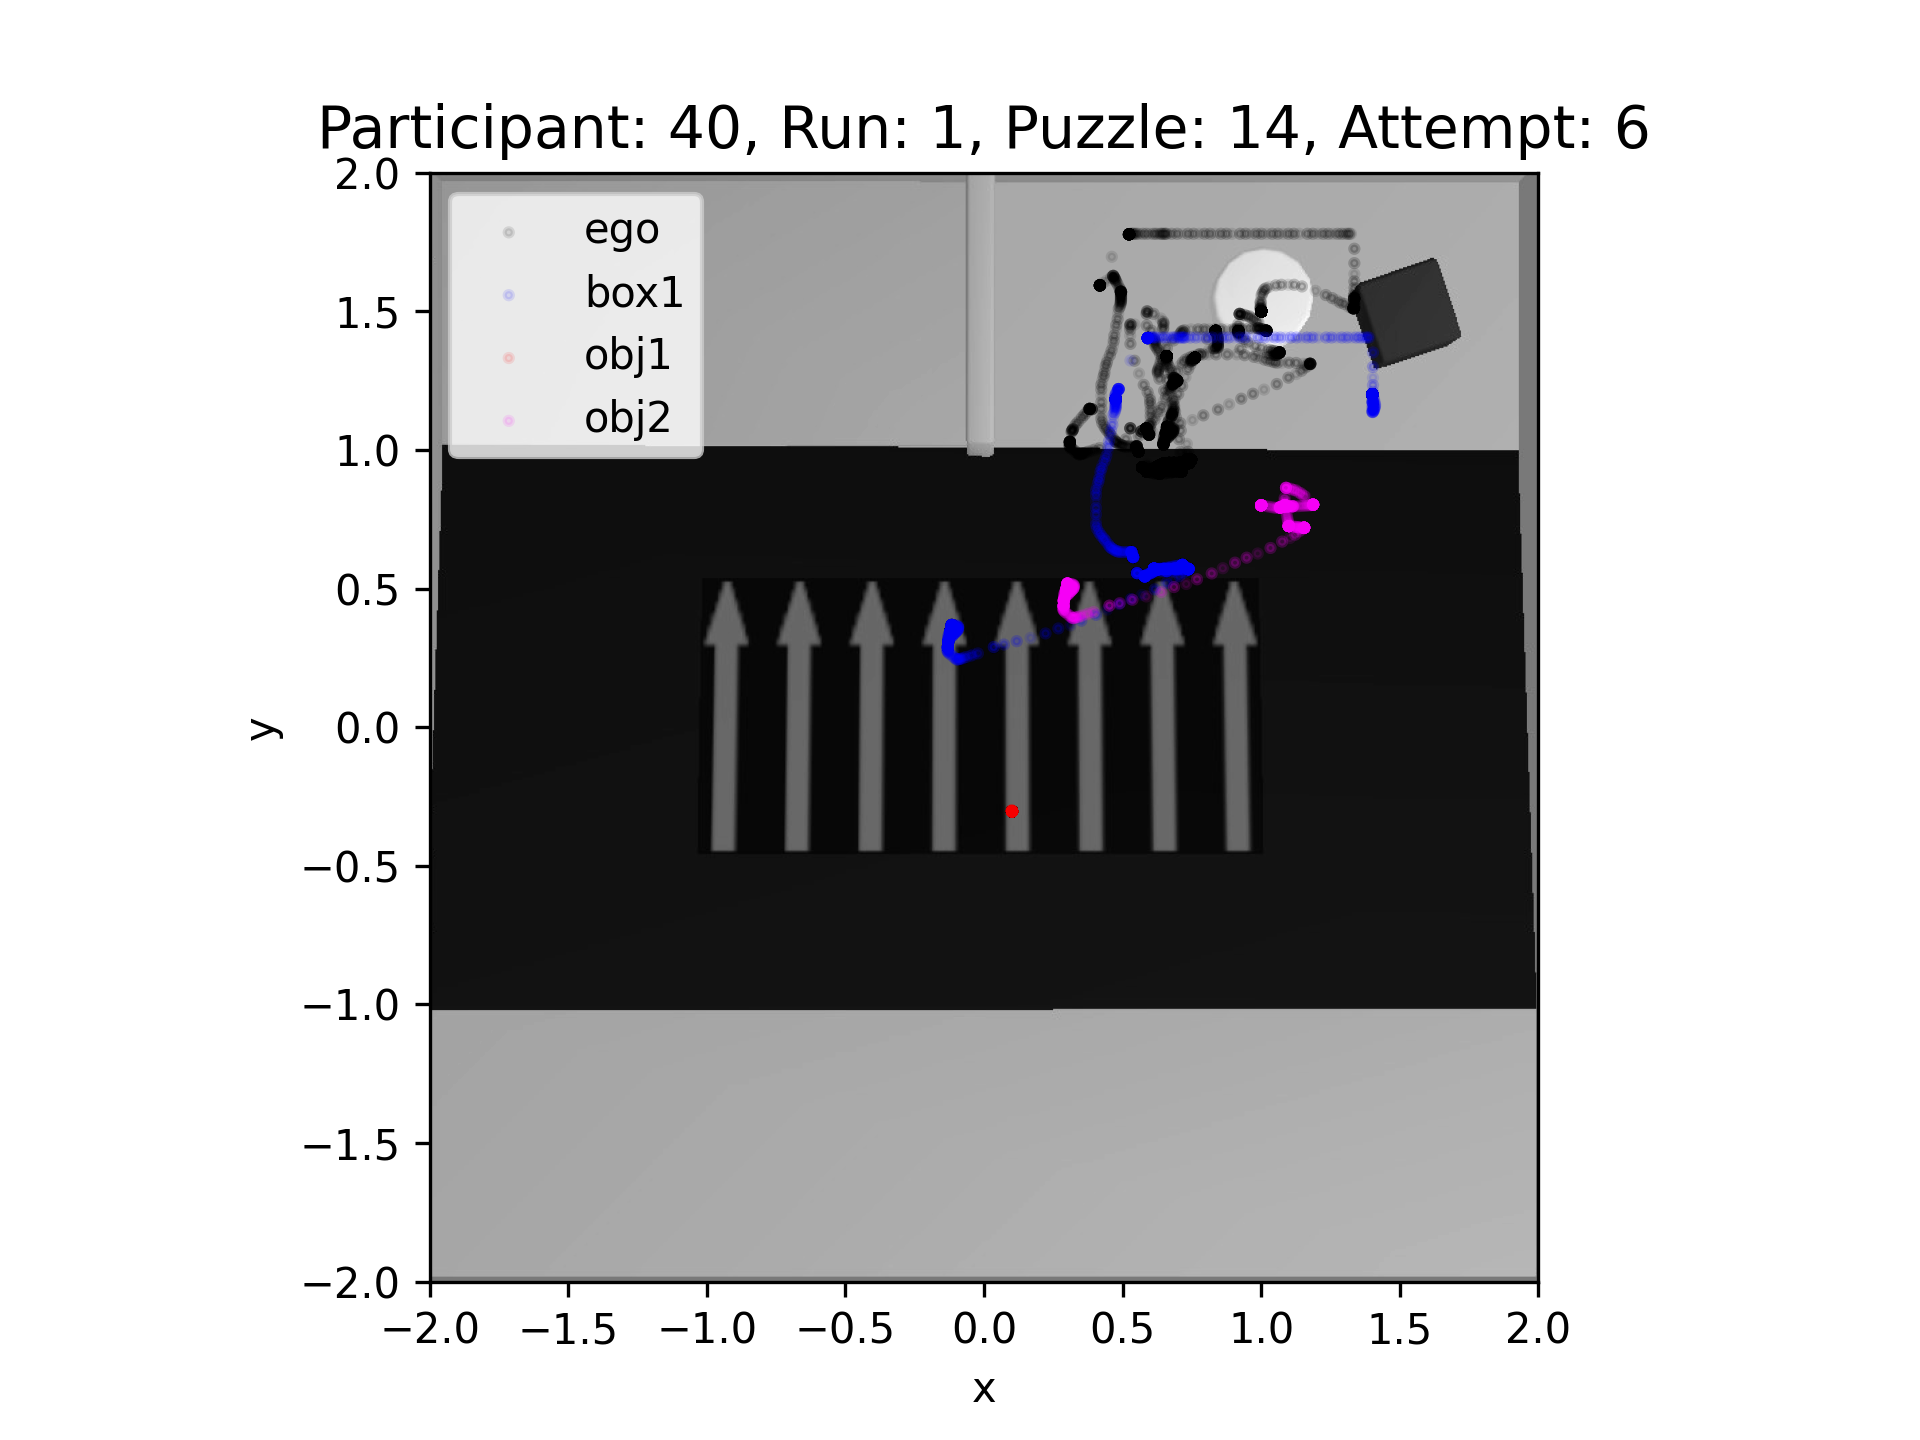 Participant: 40, Run: 1, Puzzle: 14, Attempt: 6
ego
box1
obj1
obj2
2.0
1.5
1.0
0.5
0.0
−0.5
−1.0
−1.5
−2.0
y
−2.0 −1.5 −1.0 −0.5 0.0 0.5 1.0 1.5 2.0
x